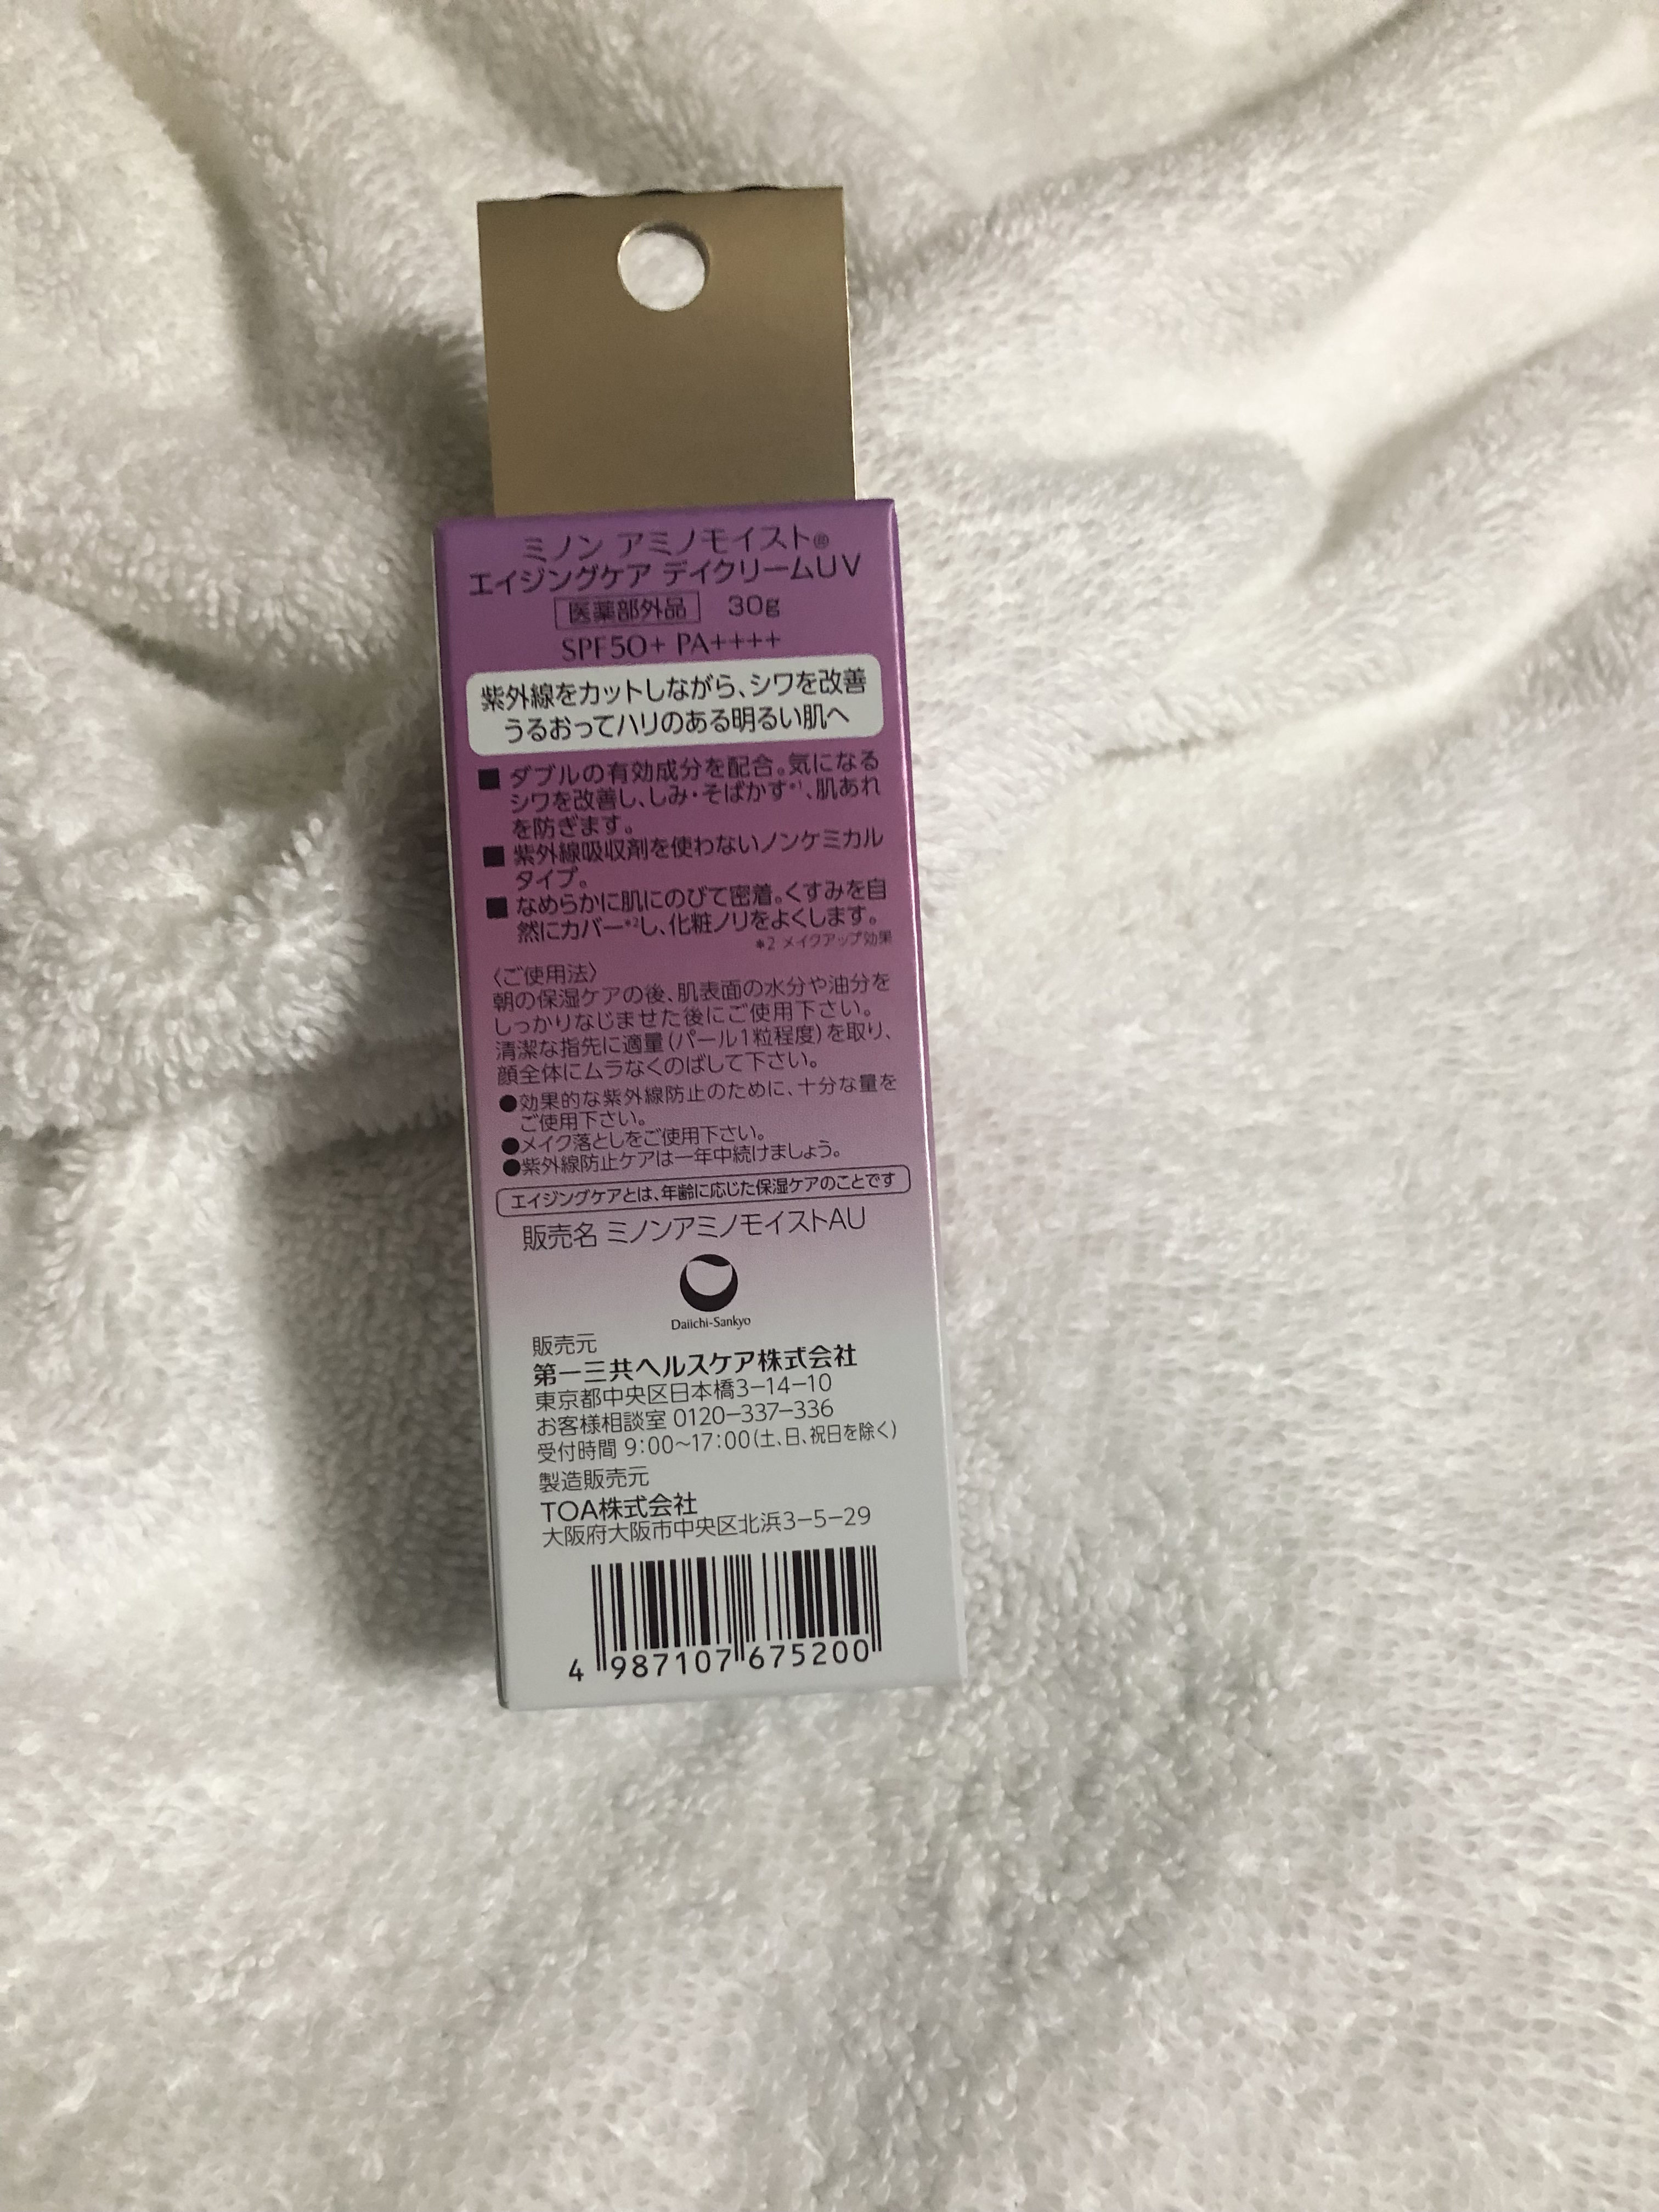 ミノン アミノモイスト®
エイジングケア デイクリームUV
医薬部外品 30g
SPF50+ PA++++
紫外線をカットしながら、シワを改善
うるおってハリのある明るい肌へ
■ ダブルの有効成分を配合。気になる
シワを改善し、しみ・そばかす*1、肌あれ
を防ぎます。
■ 紫外線吸収剤を使わないノンケミカル
タイプ。
■ なめらかに肌にのびて密着。くすみを自
然にカバー*2し、化粧ノリをよくします。
*2 メイクアップ効果
〈ご使用法〉
朝の保湿ケアの後、肌表面の水分や油分を
しっかりなじませた後にご使用下さい。
清潔な指先に適量(パール1粒程度)を取り、
顔全体にムラなくのばして下さい。
●効果的な紫外線防止のために、十分な量を
ご使用下さい。
●メイク落としをご使用下さい。
●紫外線防止ケアは一年中続けましょう。
エイジングケアとは、年齢に応じた保湿ケアのことです
販売名 ミノンアミノモイストAU
Daiichi-Sankyo
販売元
第一三共ヘルスケア株式会社
東京都中央区日本橋3-14-10
お客様相談室 0120-337-336
受付時間 9:00~17:00(土、日、祝日を除く)
製造販売元
TOA株式会社
大阪府大阪市中央区北浜3-5-29
4 987107 675200